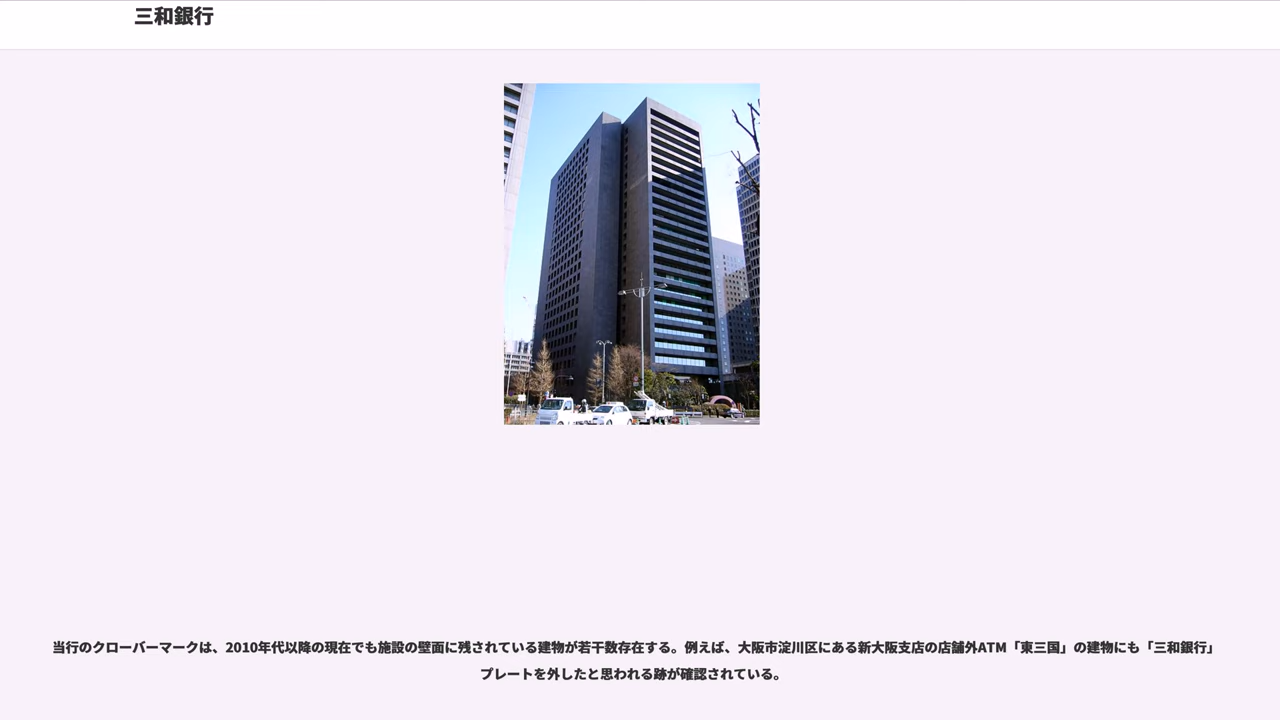 三和銀行
当行のクローバーマークは、2010年代以降の現在でも施設の壁面に残されている建物が若干数存在する。例えば、大阪市淀川区にある新大阪支店の店舗外ATM「東三国」の建物にも「三和銀行」
プレートを外したと思われる跡が確認されている。